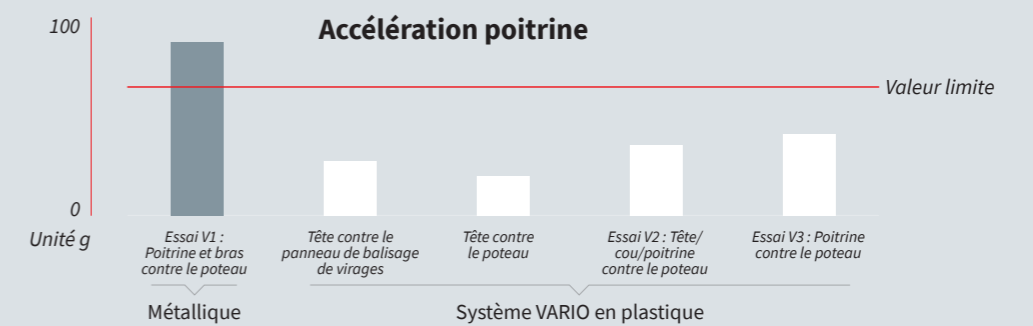 Accélération poitrine
100
Valeur limite
0
Unité g
Essai V1 :
Poitrine et bras
contre le poteau
Tête contre le
panneau de balisage
de virages
Tête contre
le poteau
Essai V2 : Tête/
cou/poitrine
contre le poteau
Essai V3 : Poitrine
contre le poteau
Métallique
Système VARIO en plastique